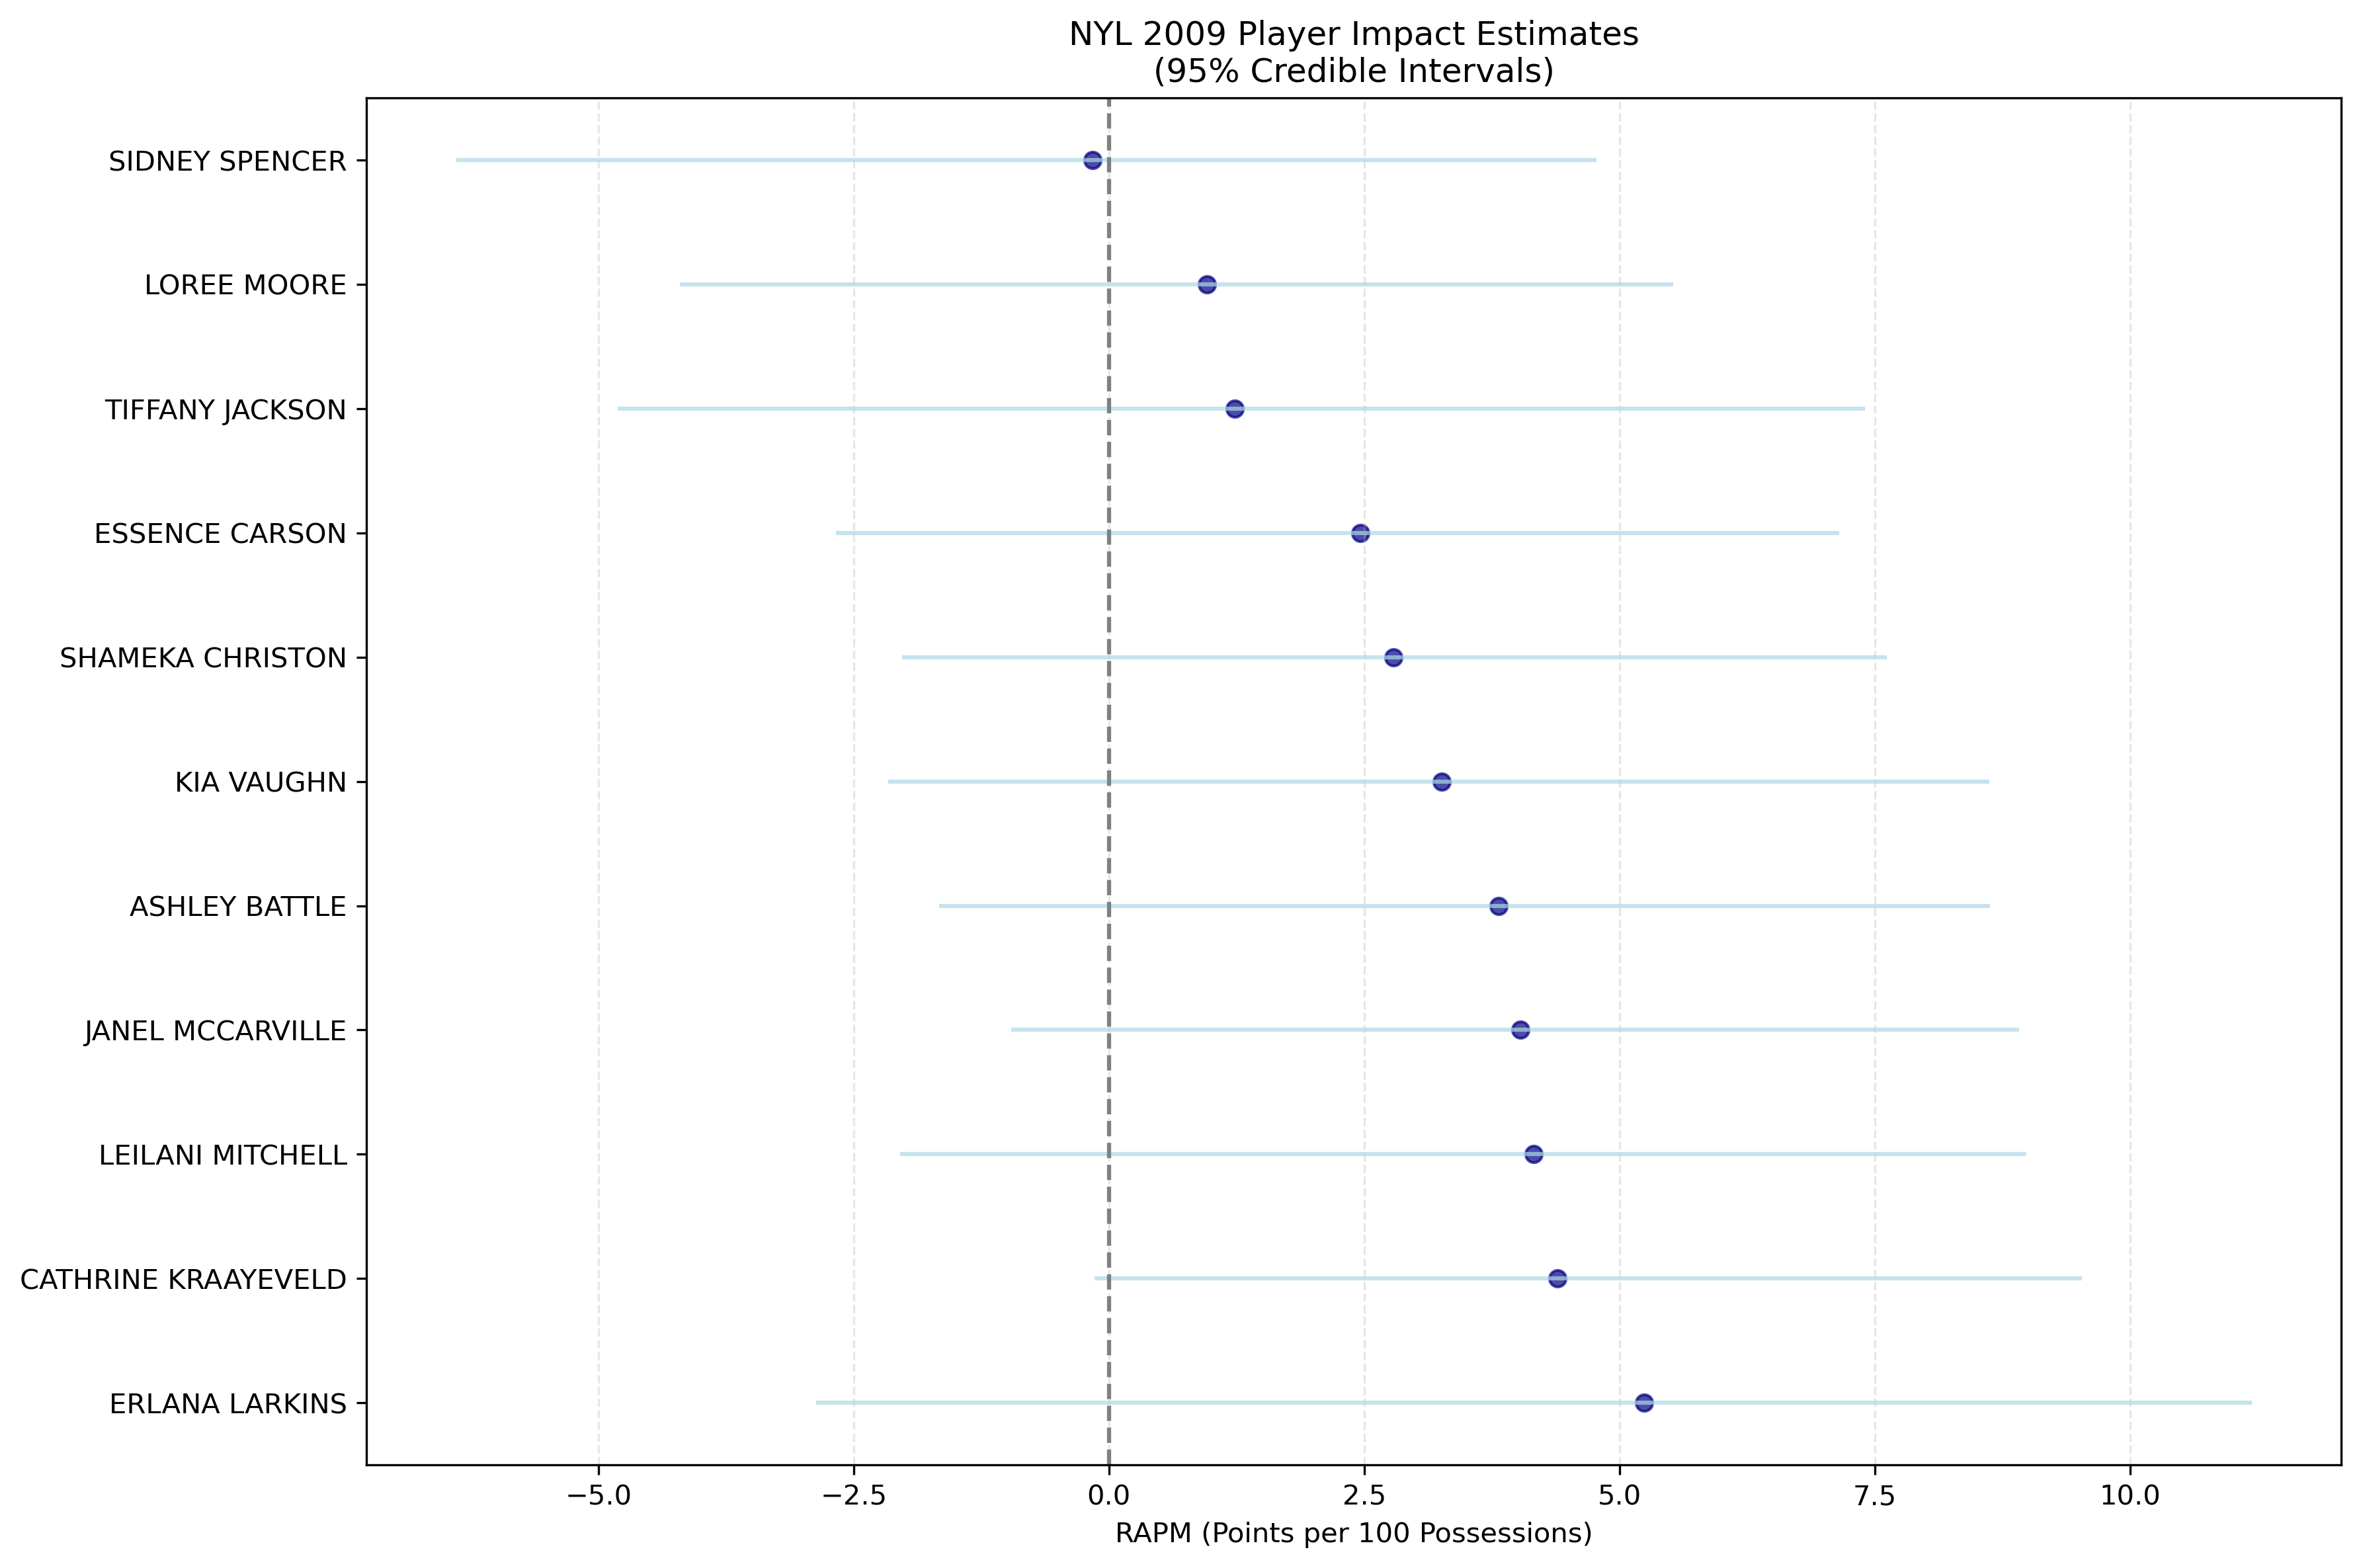 NYL 2009 Player Impact Estimates
(95% Credible Intervals)
SIDNEY SPENCER
LOREE MOORE
TIFFANY JACKSON
ESSENCE CARSON
SHAMEKA CHRISTON
KIA VAUGHN
ASHLEY BATTLE
JANEL MCCARVILLE
LEILANI MITCHELL
CATHRINE KRAAYEVELD
ERLANA LARKINS
−5.0 −2.5 0.0 2.5 5.0 7.5 10.0
RAPM (Points per 100 Possessions)